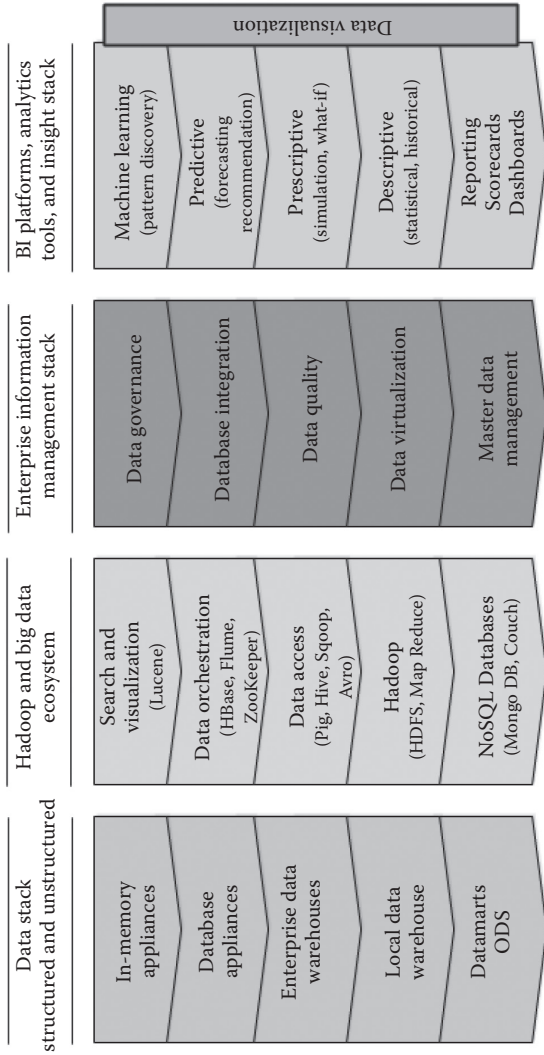 Data stack
structured and unstructured
In-memory
appliances
Database
appliances
Enterprise data
warehouses
Local data
warehouse
Datamarts
ODS
Hadoop and big data
ecosystem
Search and
visualization
(Lucene)
Data orchestration
(HBase, Flume,
ZooKeeper)
Data access
(Pig, Hive, Sqoop,
Avro)
Hadoop
(HDFS, Map Reduce)
NoSQL Databases
(Mongo DB, Couch)
Enterprise information
management stack
Data governance
Database integration
Data quality
Data virtualization
Master data
management
BI platforms, analytics
tools, and insight stack
Machine learning
(pattern discovery)
Predictive
(forecasting
recommendation)
Prescriptive
(simulation, what-if)
Descriptive
(statistical, historical)
Reporting
Scorecards
Dashboards
Data visualization